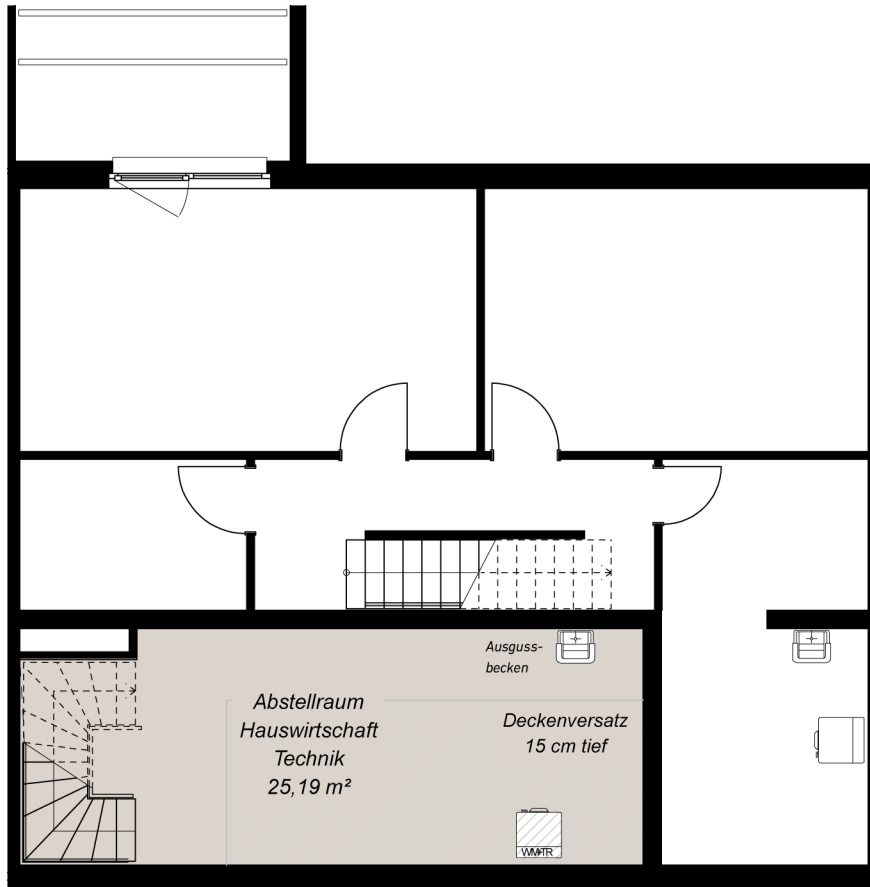 Ausguss-
becken
Abstellraum
Hauswirtschaft
Technik
25,19 m²
Deckenversatz
15 cm tief
WM+TR